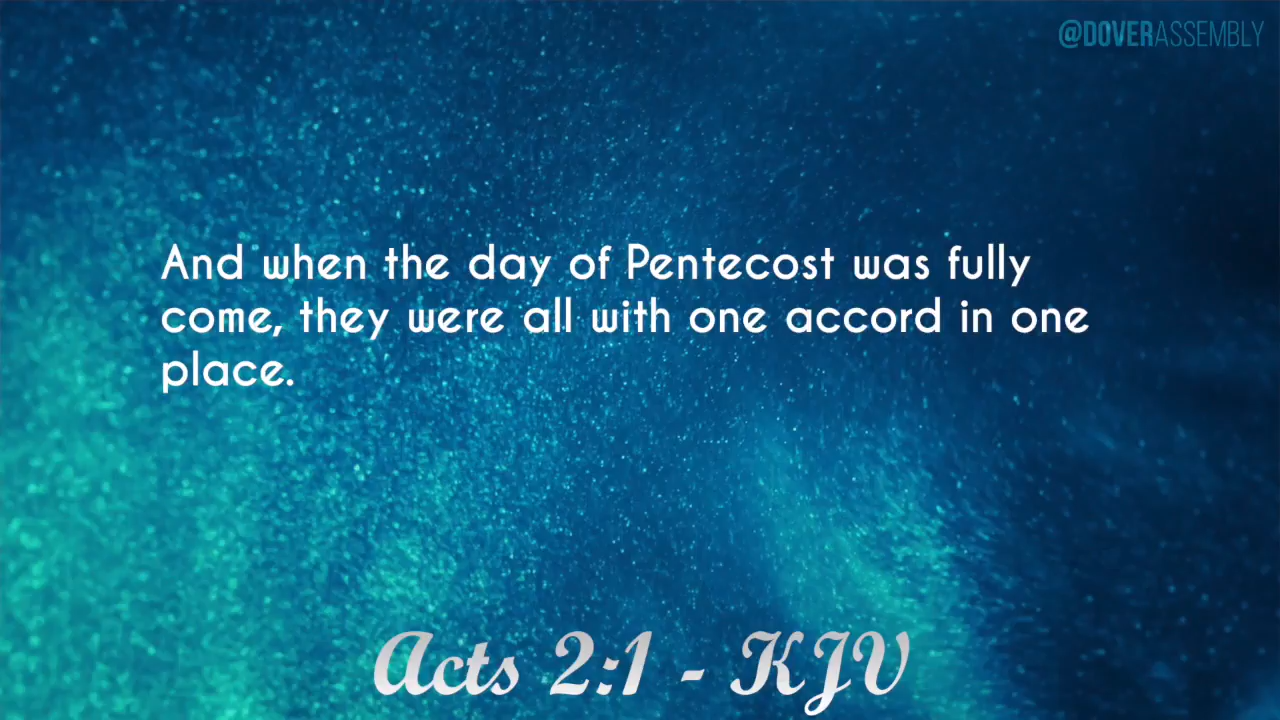 @DOVERASSEMBLY
And when the day of Pentecost was fully
come, they were all with one accord in one
place.
Acts 2:1 - KJV